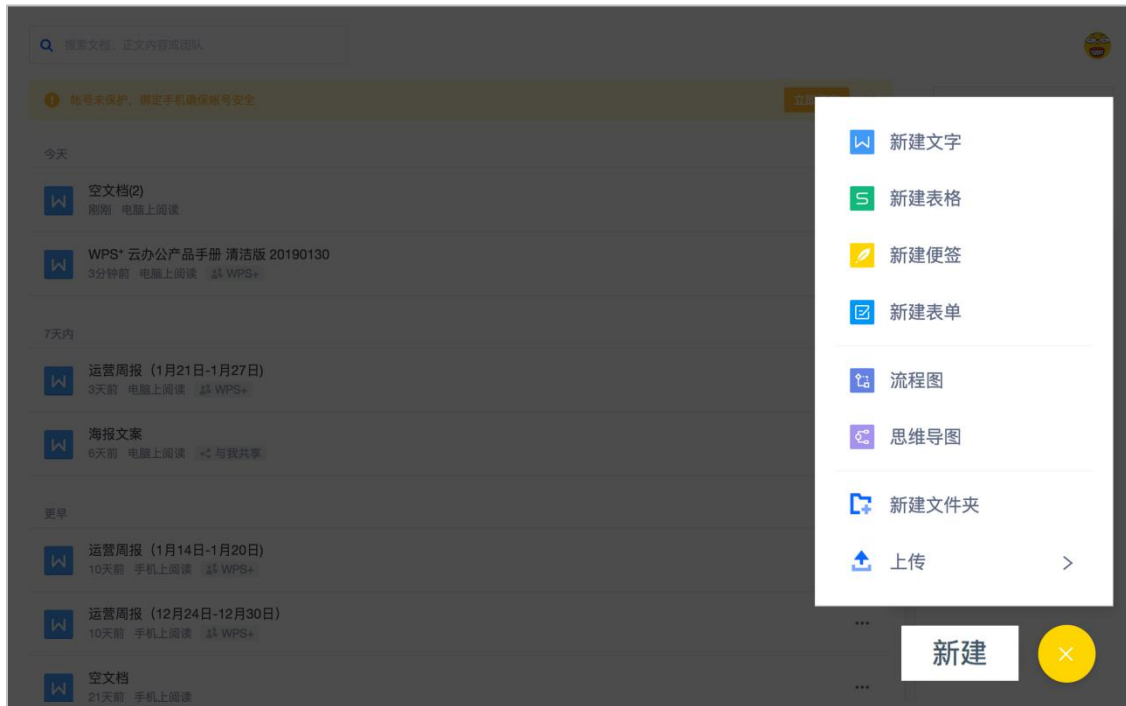 搜索文档、正文内容或团队
帐号未保护，绑定手机确保帐号安全
今天
空文档(2)
刚刚 电脑上阅读
WPS⁺ 云办公产品手册 清洁版 20190130
3分钟前 电脑上阅读 WPS+
7天内
运营周报（1月21日-1月27日)
3天前 电脑上阅读 WPS+
海报文案
6天前 电脑上阅读 与我共享
更早
运营周报（1月14日-1月20日)
10天前 手机上阅读 WPS+
运营周报（12月24日-12月30日）
10天前 手机上阅读 WPS+
空文档
21天前 手机上阅读
新建文字
新建表格
新建便签
新建表单
流程图
思维导图
新建文件夹
上传
新建